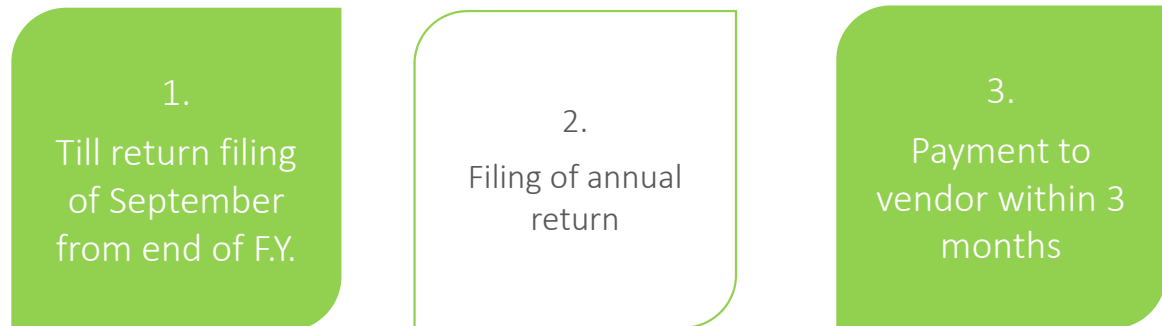 1.
Till return filing
of September
from end of F.Y.
2.
Filing of annual
return
3.
Payment to
vendor within 3
months